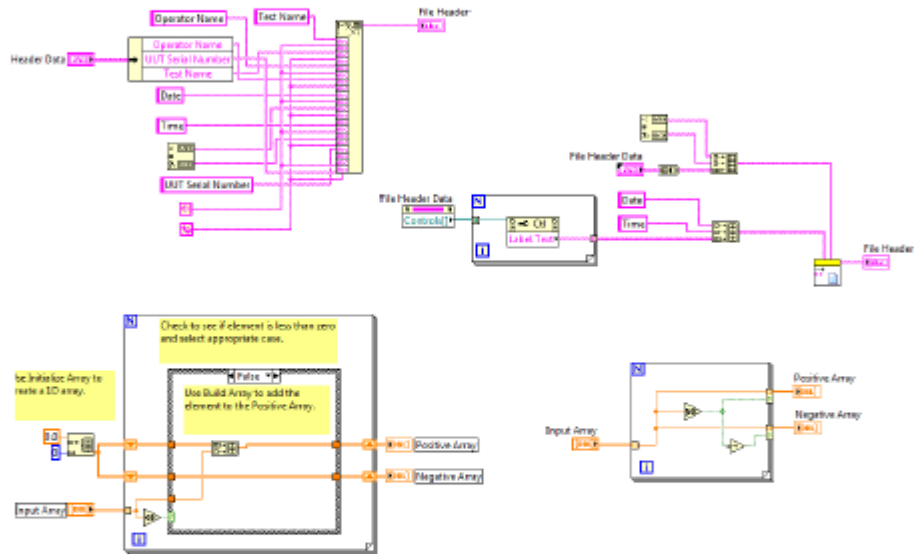 Operator Name
Test Name
File Header
Header Data
Operator Name
UUT Serial Number
Test Name
Date
Time
UUT Serial Number
File Header Data
Controls[]
N
i
Label.Text
File Header Data
Date
Time
File Header
N
Check to see if element is less than zero
and select appropriate case.
be.Initialize Array to
reate a 1D array.
False
Use Build Array to add the
element to the Positive Array.
0
Positive Array
Negative Array
Input Array
i
N
Positive Array
Negative Array
Input Array
i